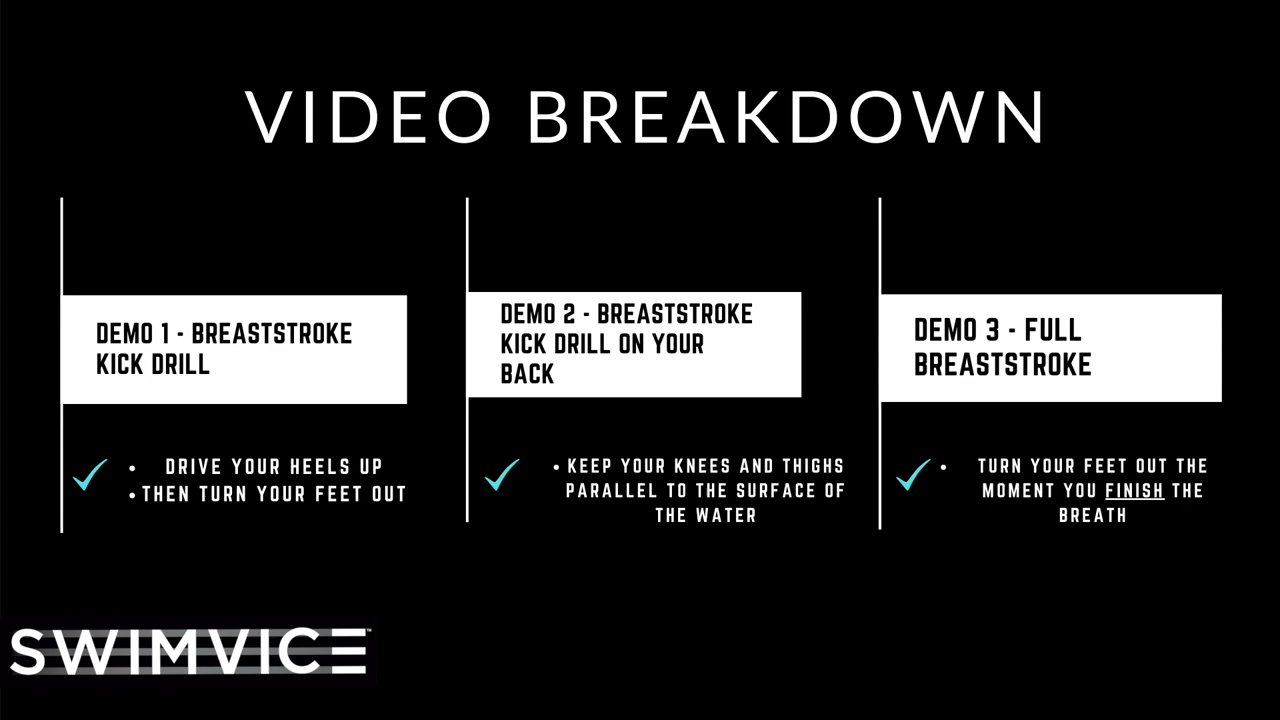 VIDEO BREAKDOWN
DEMO 1 - BREASTSTROKE
KICK DRILL
• DRIVE YOUR HEELS UP
• THEN TURN YOUR FEET OUT
DEMO 2 - BREASTSTROKE
KICK DRILL ON YOUR
BACK
• KEEP YOUR KNEES AND THIGHS
PARALLEL TO THE SURFACE OF
THE WATER
DEMO 3 - FULL
BREASTSTROKE
• TURN YOUR FEET OUT THE
MOMENT YOU FINISH THE
BREATH
SWIMVICE™